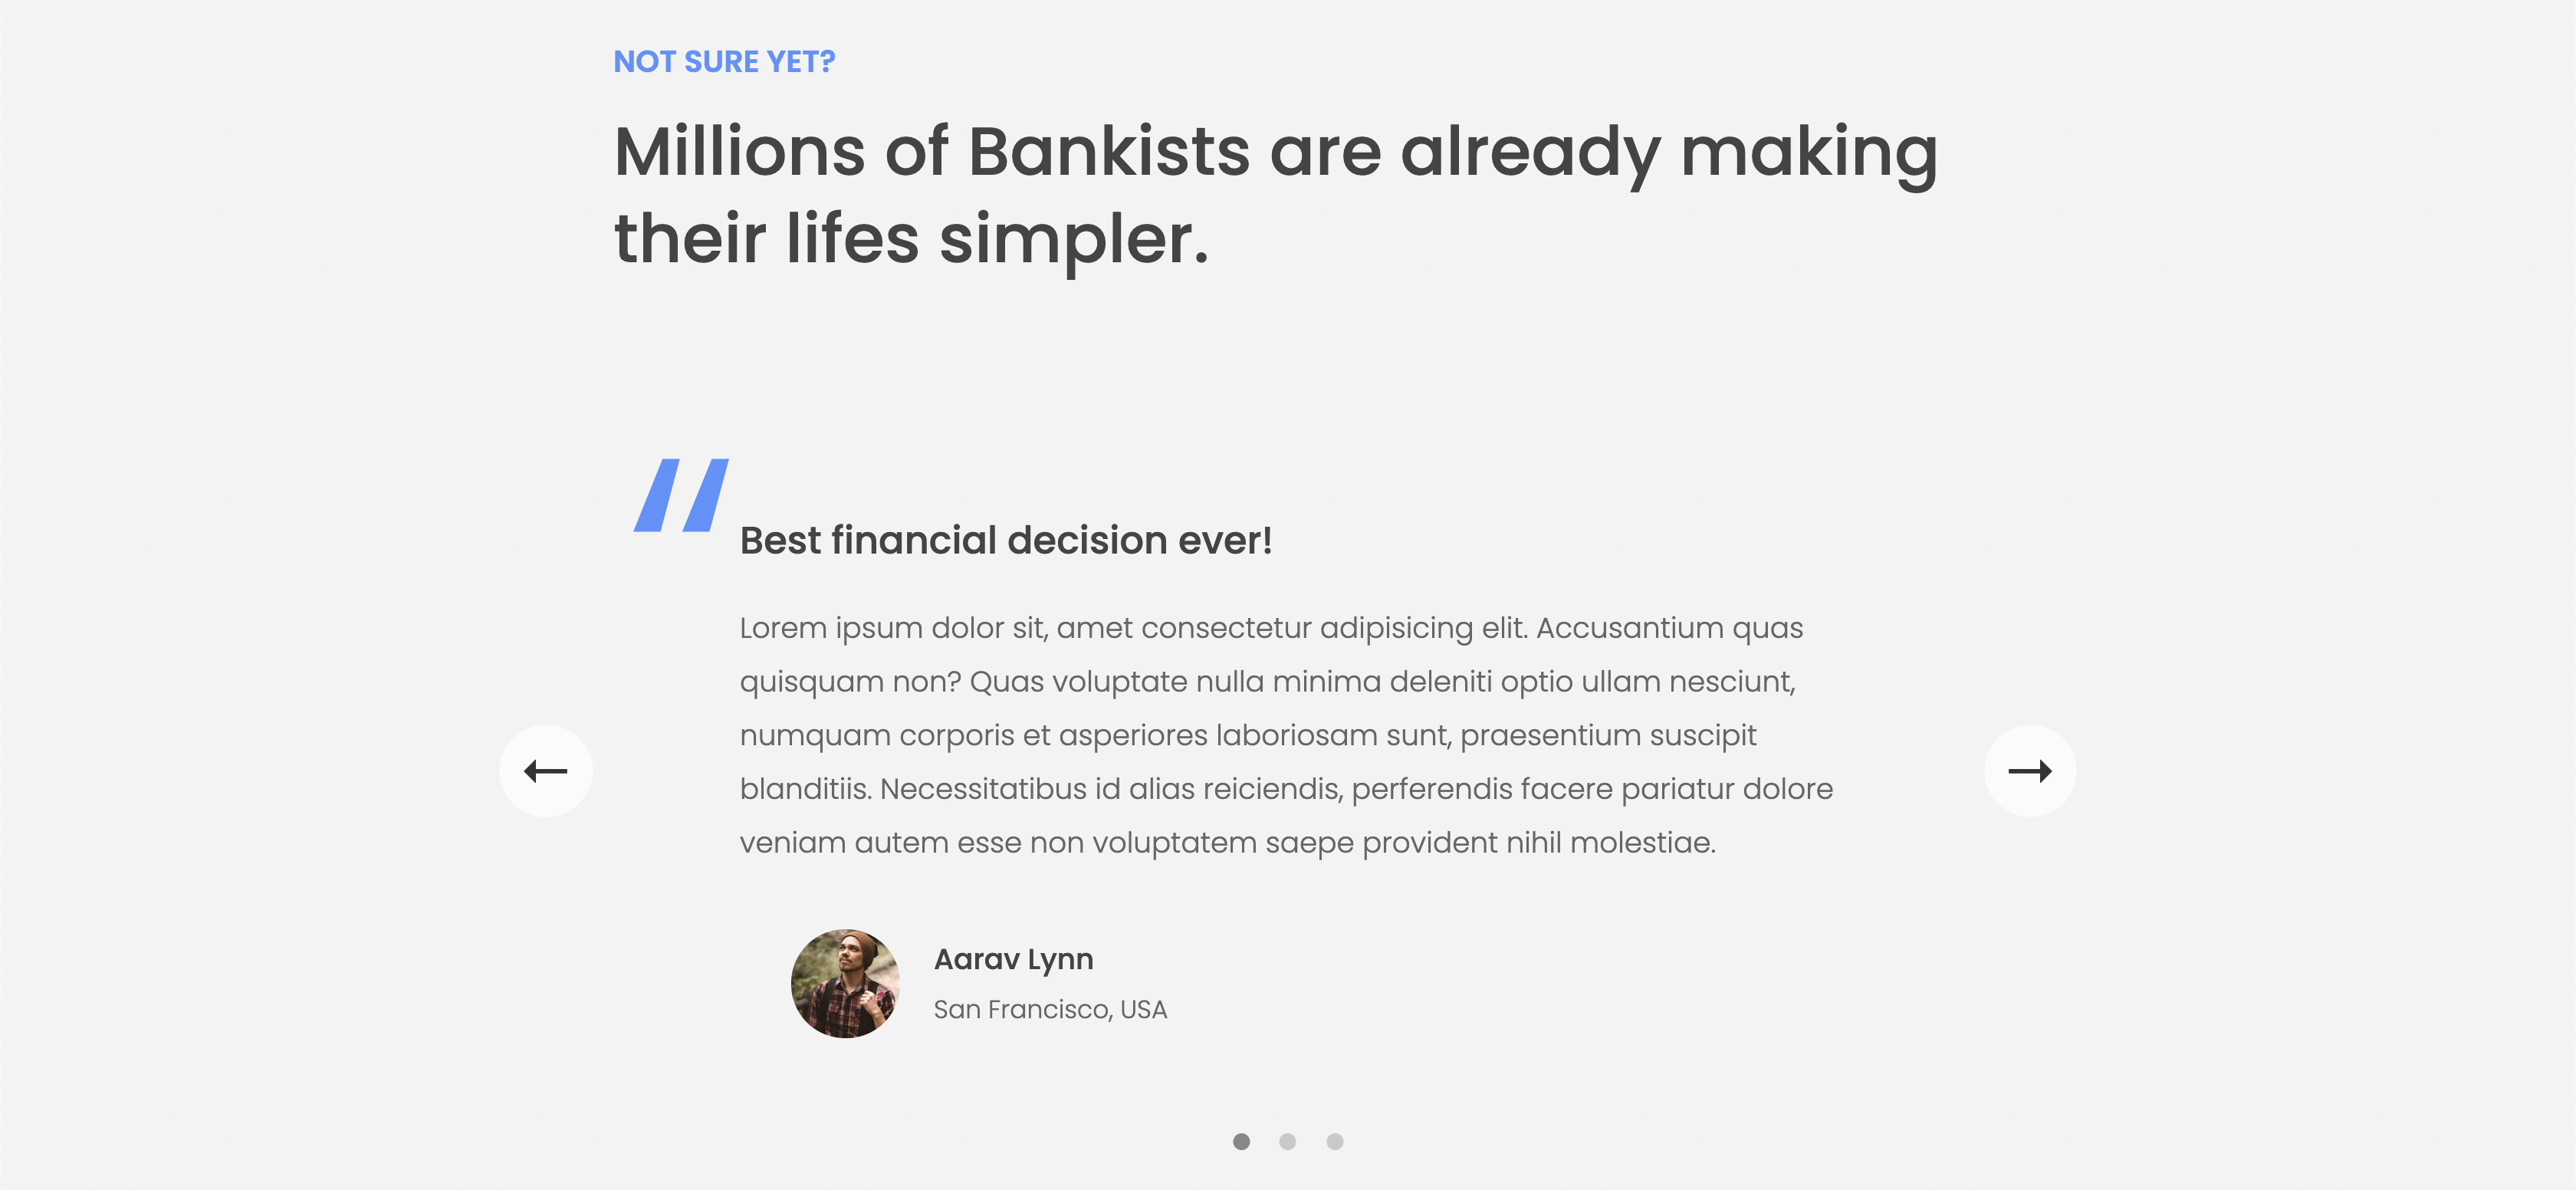 NOT SURE YET?
Millions of Bankists are already making
their lifes simpler.
“
Best financial decision ever!
Lorem ipsum dolor sit, amet consectetur adipisicing elit. Accusantium quas
quisquam non? Quas voluptate nulla minima deleniti optio ullam nesciunt,
numquam corporis et asperiores laboriosam sunt, praesentium suscipit
blanditiis. Necessitatibus id alias reiciendis, perferendis facere pariatur dolore
veniam autem esse non voluptatem saepe provident nihil molestiae.
Aarav Lynn
San Francisco, USA